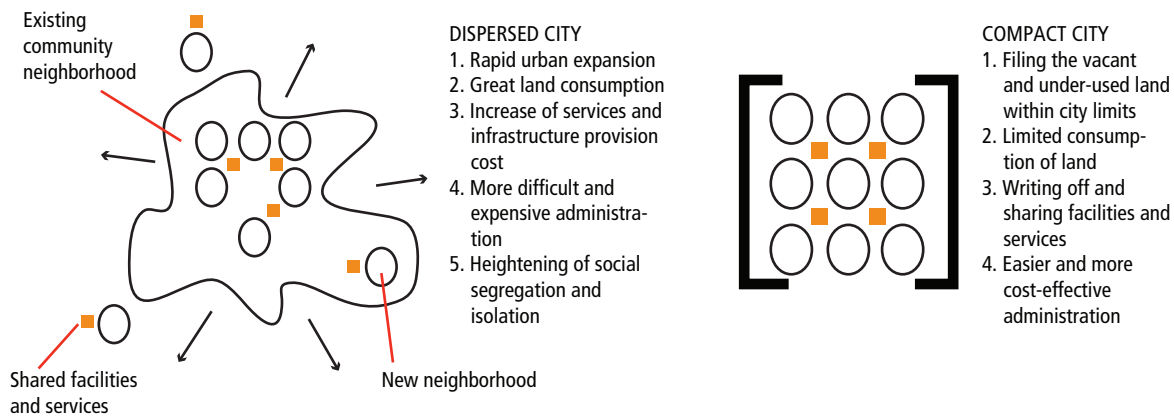 Existing
community
neighborhood
DISPERSED CITY
1. Rapid urban expansion
2. Great land consumption
3. Increase of services and
infrastructure provision
cost
4. More difficult and
expensive administra-
tion
5. Heightening of social
segregation and
isolation
Shared facilities
and services
New neighborhood
COMPACT CITY
1. Filing the vacant
and under-used land
within city limits
2. Limited consump-
tion of land
3. Writing off and
sharing facilities and
services
4. Easier and more
cost-effective
administration